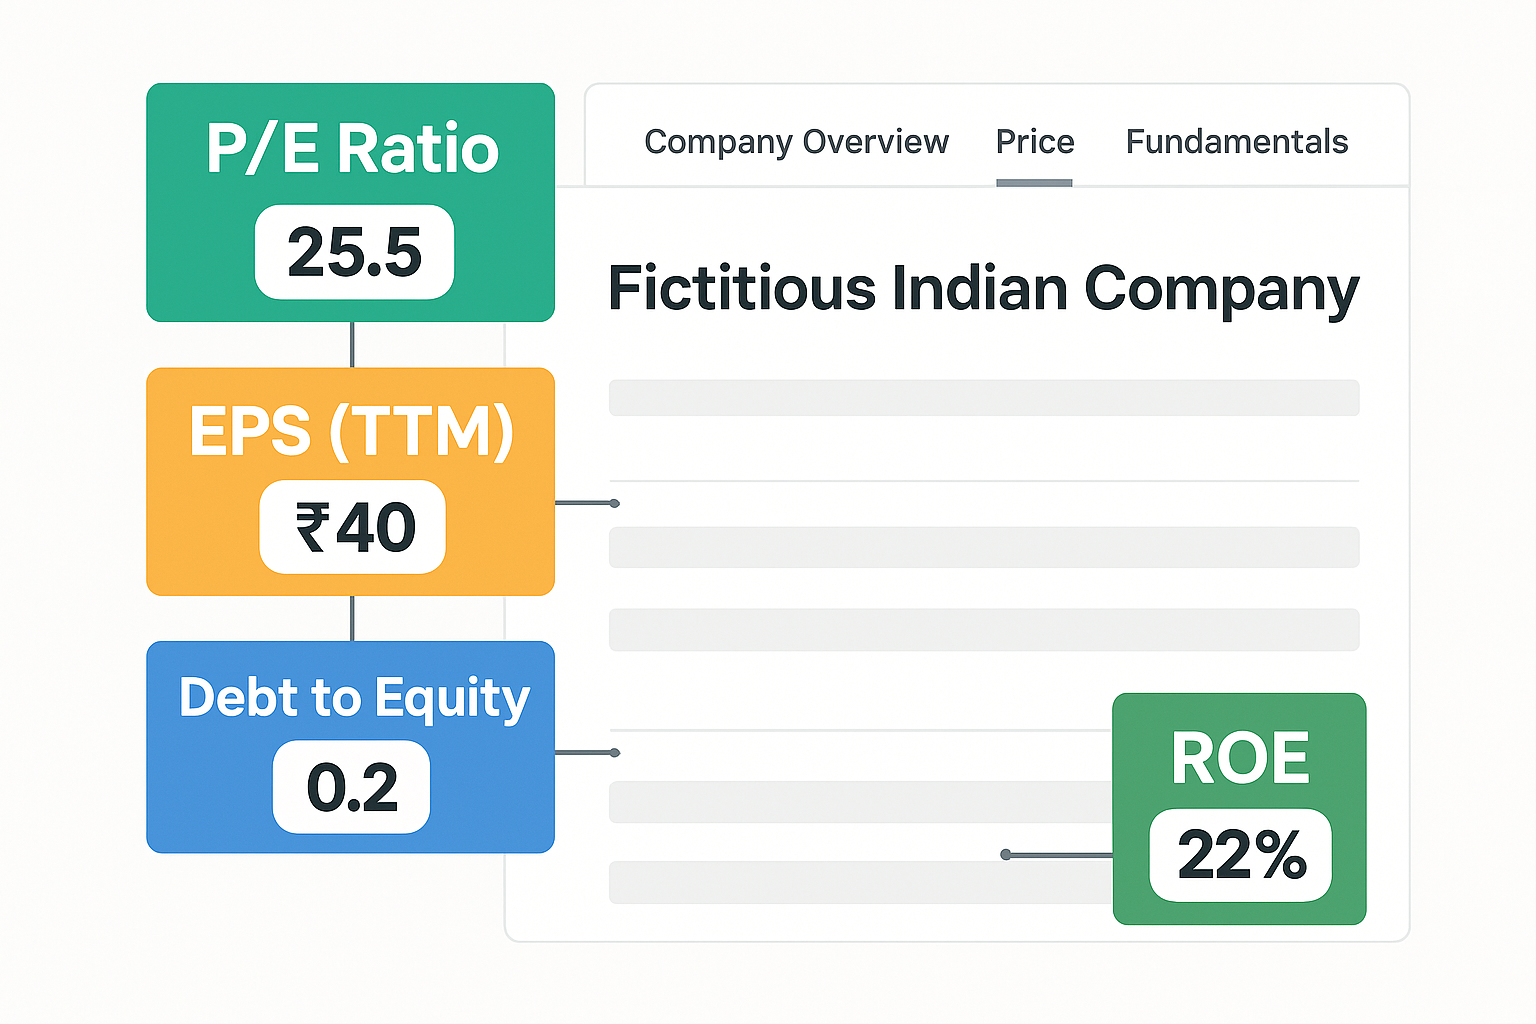 P/E Ratio
25.5
EPS (TTM)
₹40
Debt to Equity
0.2
Company Overview Price Fundamentals
Fictitious Indian Company
ROE
22%